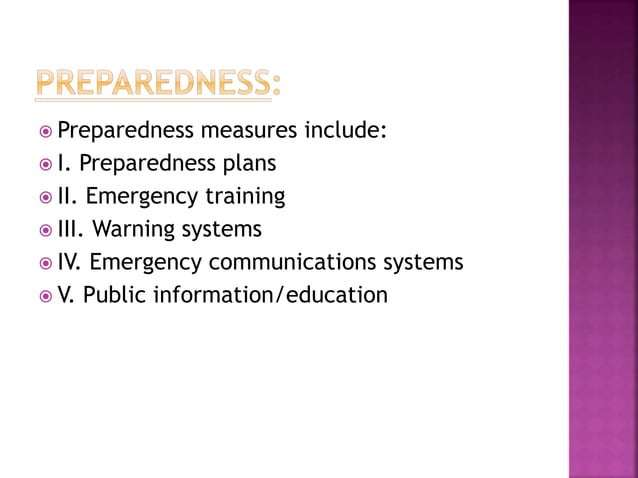 PREPAREDNESS:
Preparedness measures include:
I. Preparedness plans
II. Emergency training
III. Warning systems
IV. Emergency communications systems
V. Public information/education